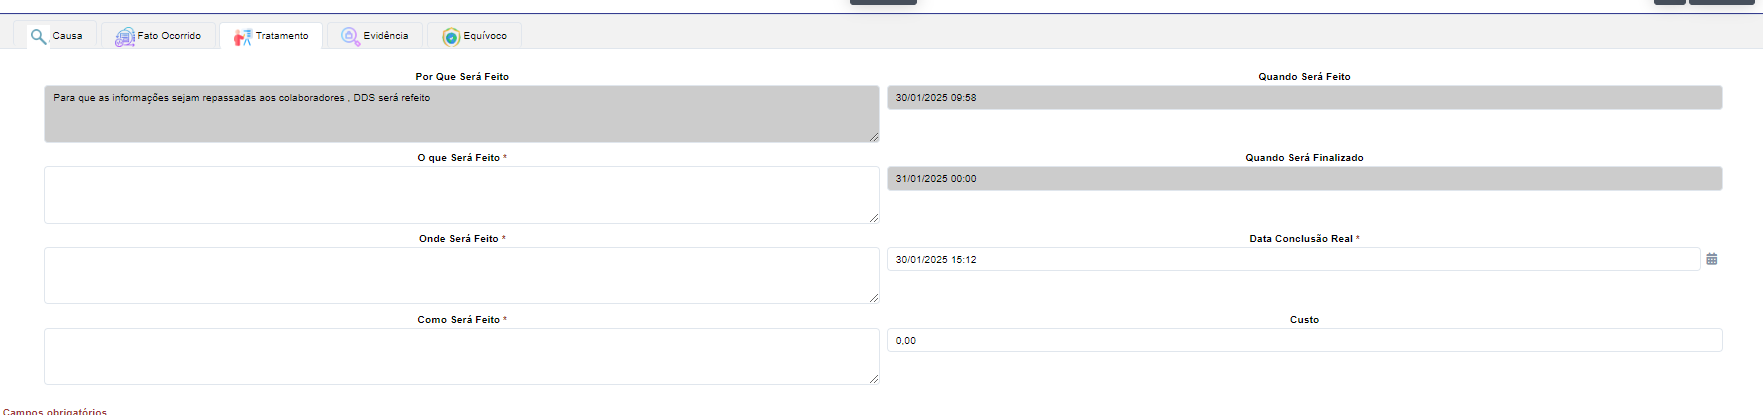 Causa Fato Ocorrido Tratamento Evidência Equívoco
Por Que Será Feito
Para que as informações sejam repassadas aos colaboradores , DDS será refeito
Quando Será Feito
30/01/2025 09:58
O que Será Feito *
Quando Será Finalizado
31/01/2025 00:00
Onde Será Feito *
Data Conclusão Real *
30/01/2025 15:12
Como Será Feito *
Custo
0,00
Campos obrigatórios